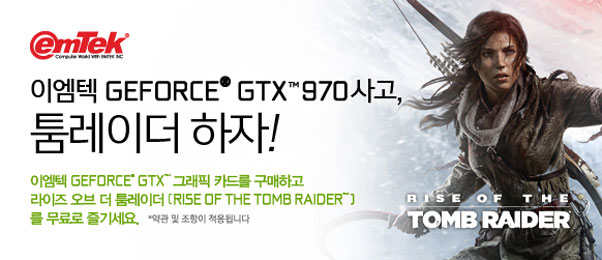 emTek®
Computer World With EMTEK INC
이엠텍 GEFORCE® GTX™ 970 사고,
툼레이더 하자!
이엠텍 GEFORCE® GTX™ 그래픽 카드를 구매하고
라이즈 오브 더 툼레이더 (RISE OF THE TOMB RAIDER™)
를 무료로 즐기세요. *약관 및 조항이 적용됩니다
RISE OF THE
TOMB RAIDER